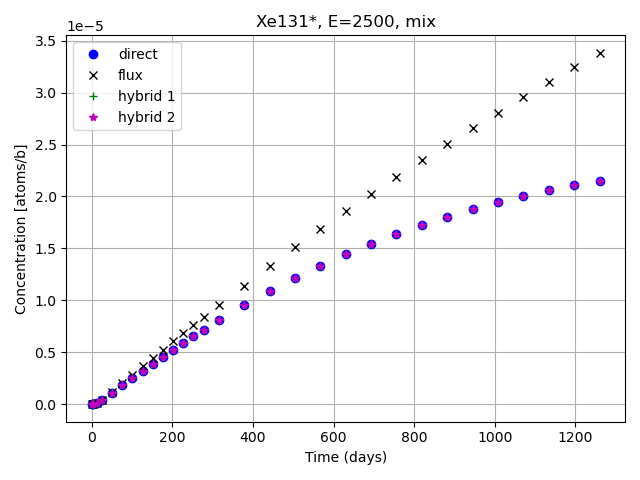 Xe131*, E=2500, mix
1e−5
direct
flux
hybrid 1
hybrid 2
3.5
3.0
2.5
2.0
1.5
1.0
0.5
0.0
Concentration [atoms/b]
0
200
400
600
800
1000
1200
Time (days)